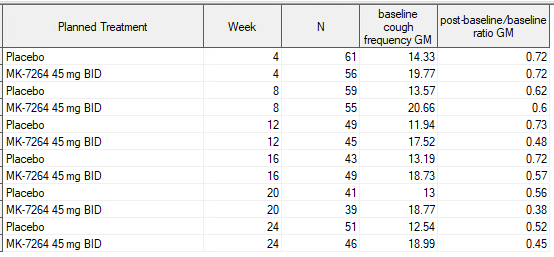 Planned Treatment Week N baseline cough frequency GM post-baseline/baseline ratio GM
Placebo 4 61 14.33 0.72
MK-7264 45 mg BID 4 56 19.77 0.72
Placebo 8 59 13.57 0.62
MK-7264 45 mg BID 8 55 20.66 0.6
Placebo 12 49 11.94 0.73
MK-7264 45 mg BID 12 45 17.52 0.48
Placebo 16 43 13.19 0.72
MK-7264 45 mg BID 16 49 18.73 0.57
Placebo 20 41 13 0.56
MK-7264 45 mg BID 20 39 18.77 0.38
Placebo 24 51 12.54 0.52
MK-7264 45 mg BID 24 46 18.99 0.45